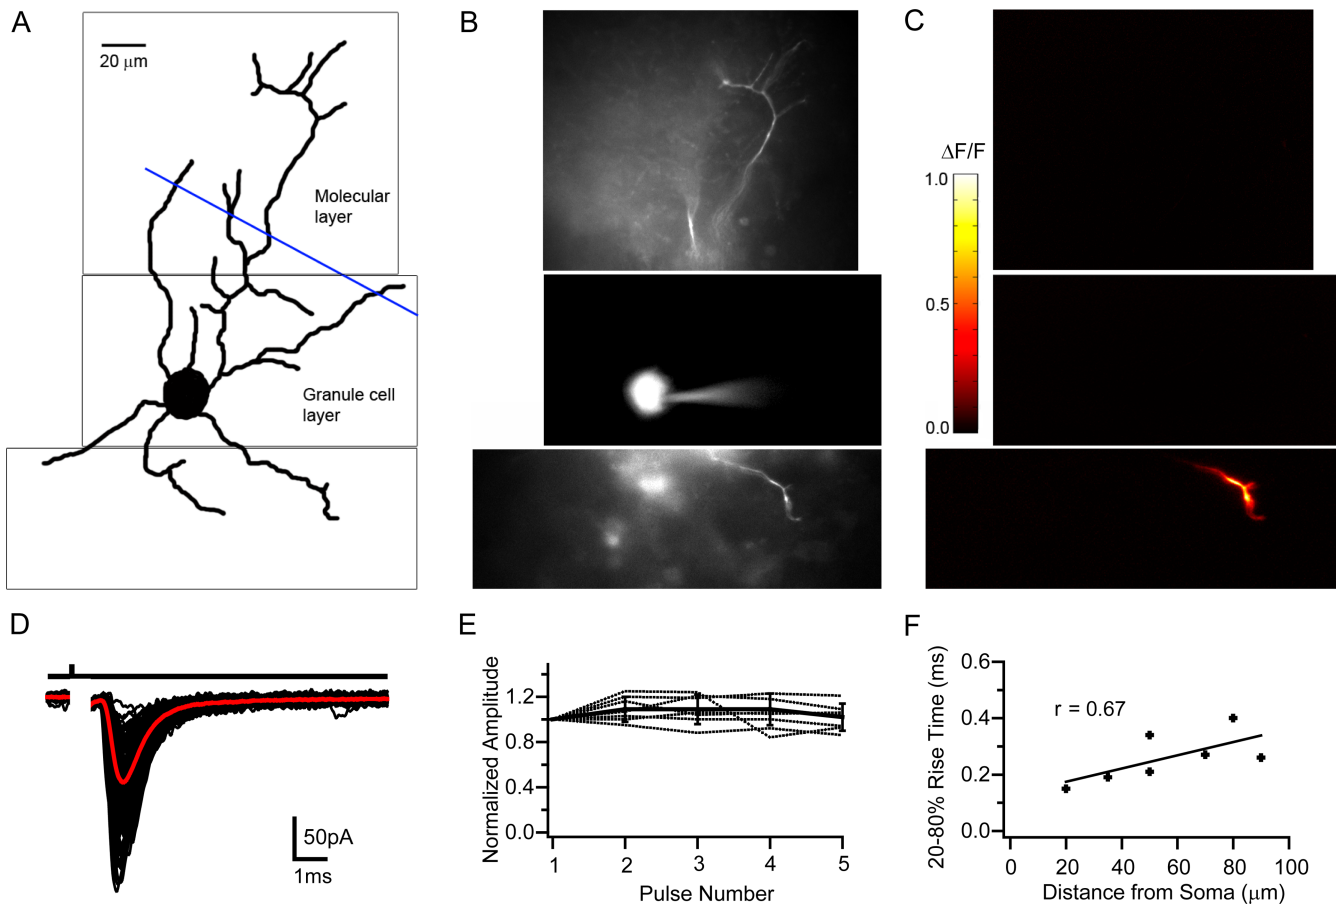 A
20 μm
Molecular
layer
Granule cell
layer
B
C
ΔF/F
1.0
0.5
0.0
D
50pA
1ms
E
Normalized Amplitude
1.2
0.8
0.4
0.0
1 2 3 4 5
Pulse Number
F
20-80% Rise Time (ms)
0.6
0.4
0.2
0.0
r = 0.67
0 20 40 60 80 100
Distance from Soma (μm)